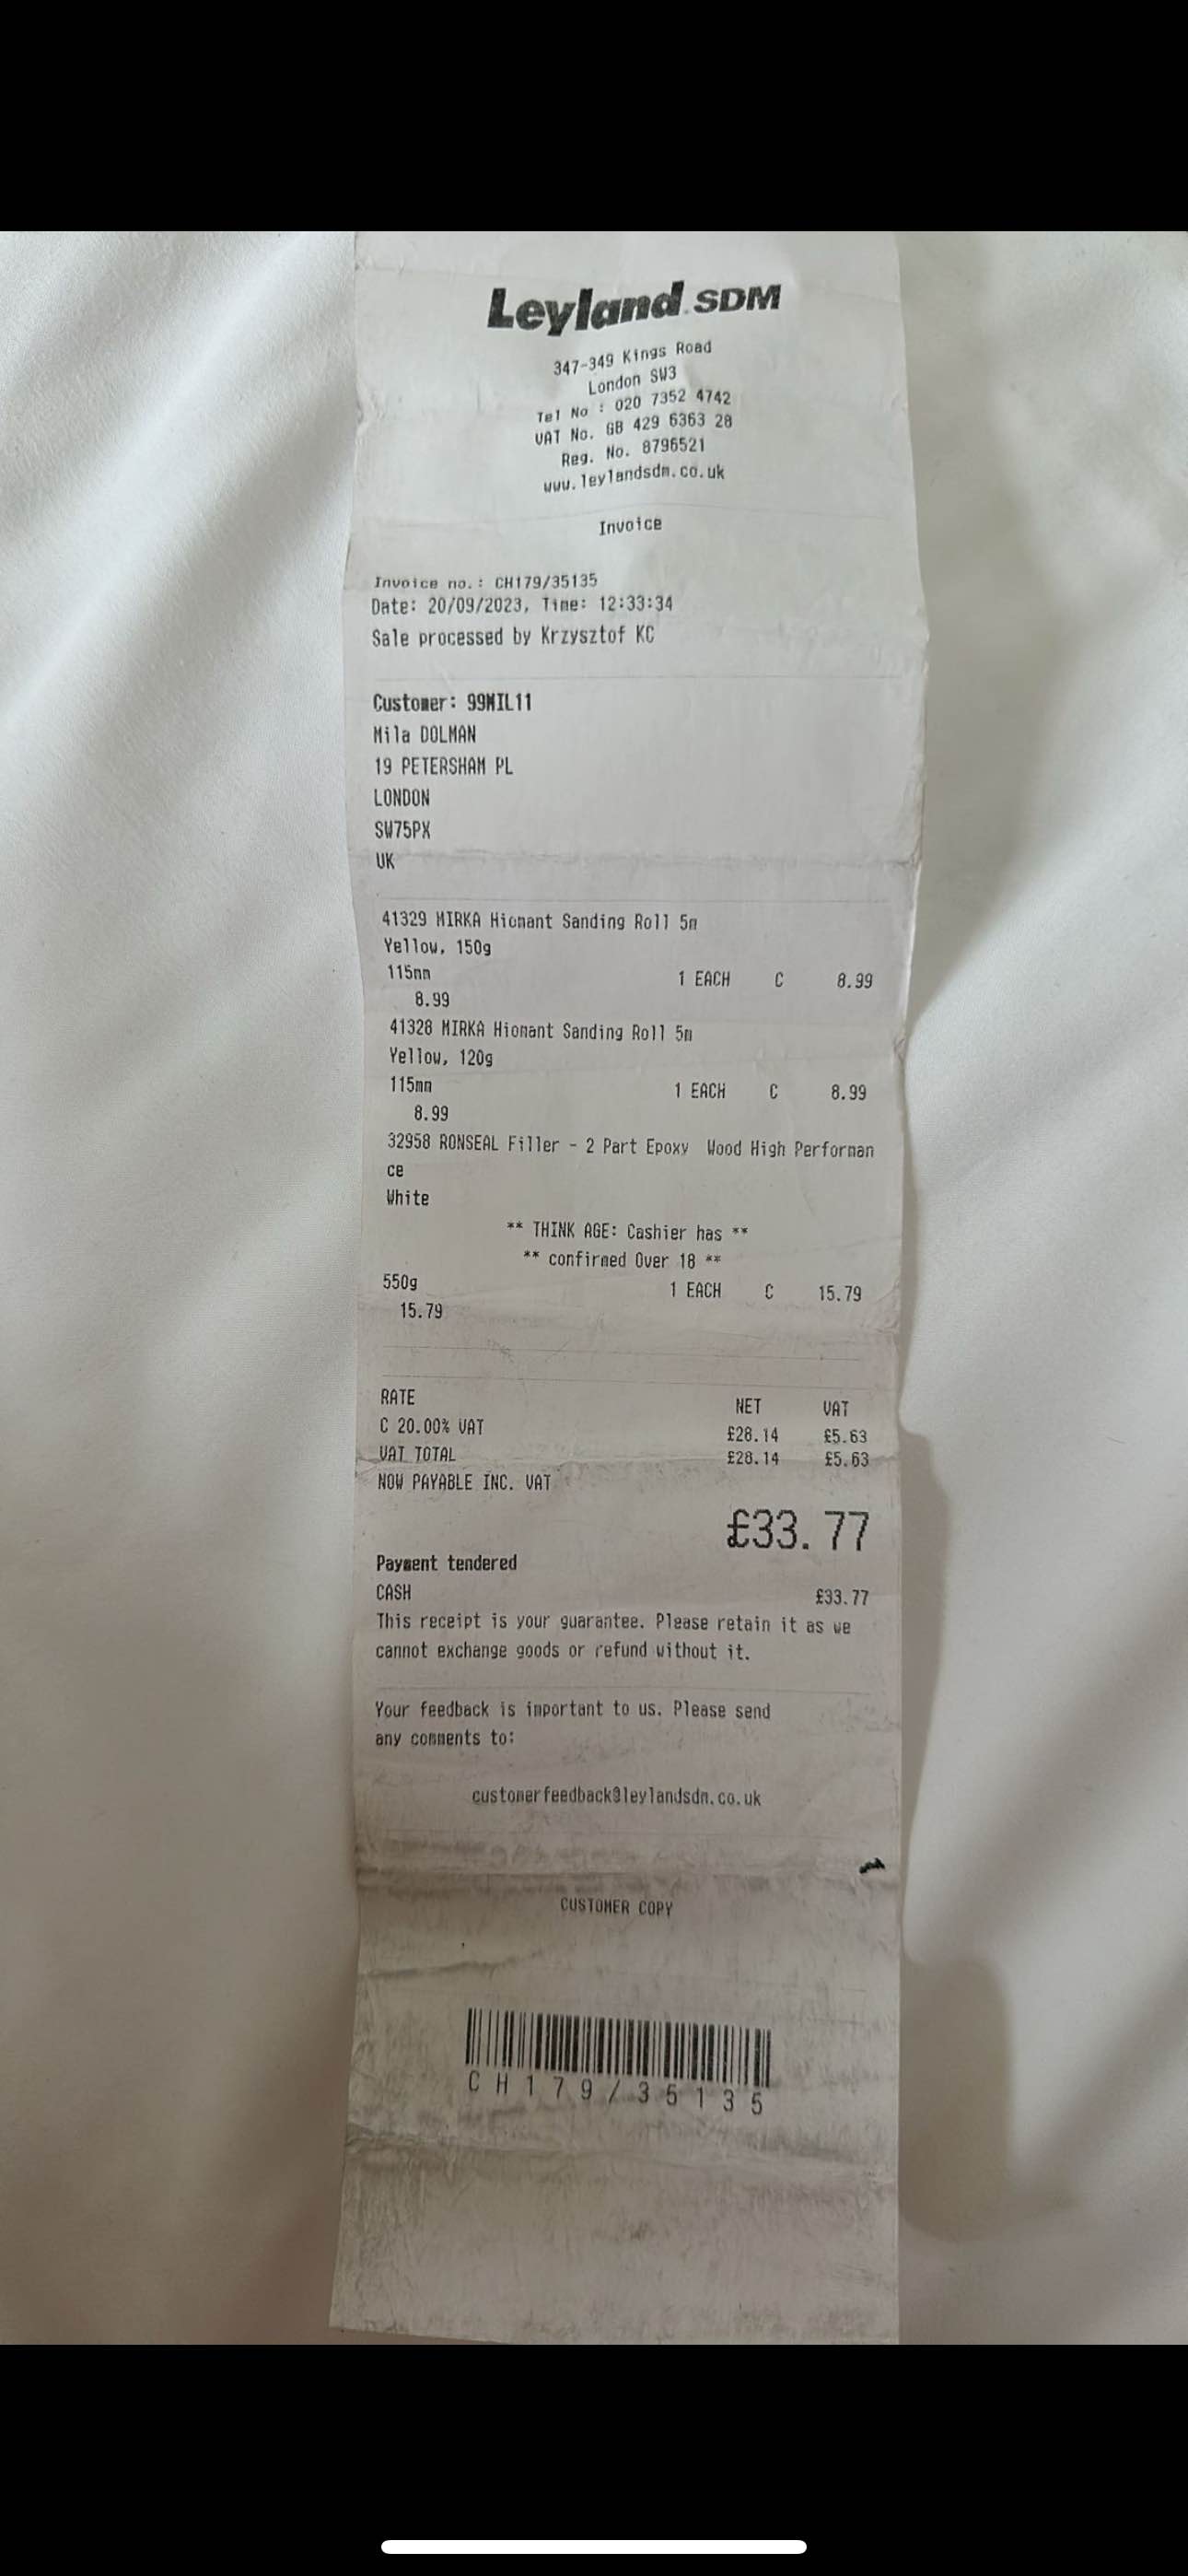 Leyland SDM
347-349 Kings Road
London SW3
Tel No : 020 7352 4742
VAT No. GB 429 6363 28
Reg. No. 8796521
www.leylandsdm.co.uk
Invoice
Invoice no.: CH179/35135
Date: 20/09/2023, Time: 12:33:34
Sale processed by Krzysztof KC
Customer: 99MIL11
Mila DOLMAN
19 PETERSHAM PL
LONDON
SW75PX
UK
41329 MIRKA Hiomant Sanding Roll 5m
Yellow, 150g
115mm 1 EACH C 8.99
8.99
41328 MIRKA Hiomant Sanding Roll 5m
Yellow, 120g
115mm 1 EACH C 8.99
8.99
32958 RONSEAL Filler - 2 Part Epoxy Wood High Performan
ce
White
** THINK AGE: Cashier has **
** confirmed Over 18 **
550g 1 EACH C 15.79
15.79
RATE NET VAT
C 20.00% VAT £28.14 £5.63
VAT TOTAL £28.14 £5.63
NOW PAYABLE INC. VAT
£33.77
Payment tendered
CASH £33.77
This receipt is your guarantee. Please retain it as we
cannot exchange goods or refund without it.
Your feedback is important to us. Please send
any comments to:
customerfeedback@leylandsdm.co.uk
CUSTOMER COPY
CH179/35135